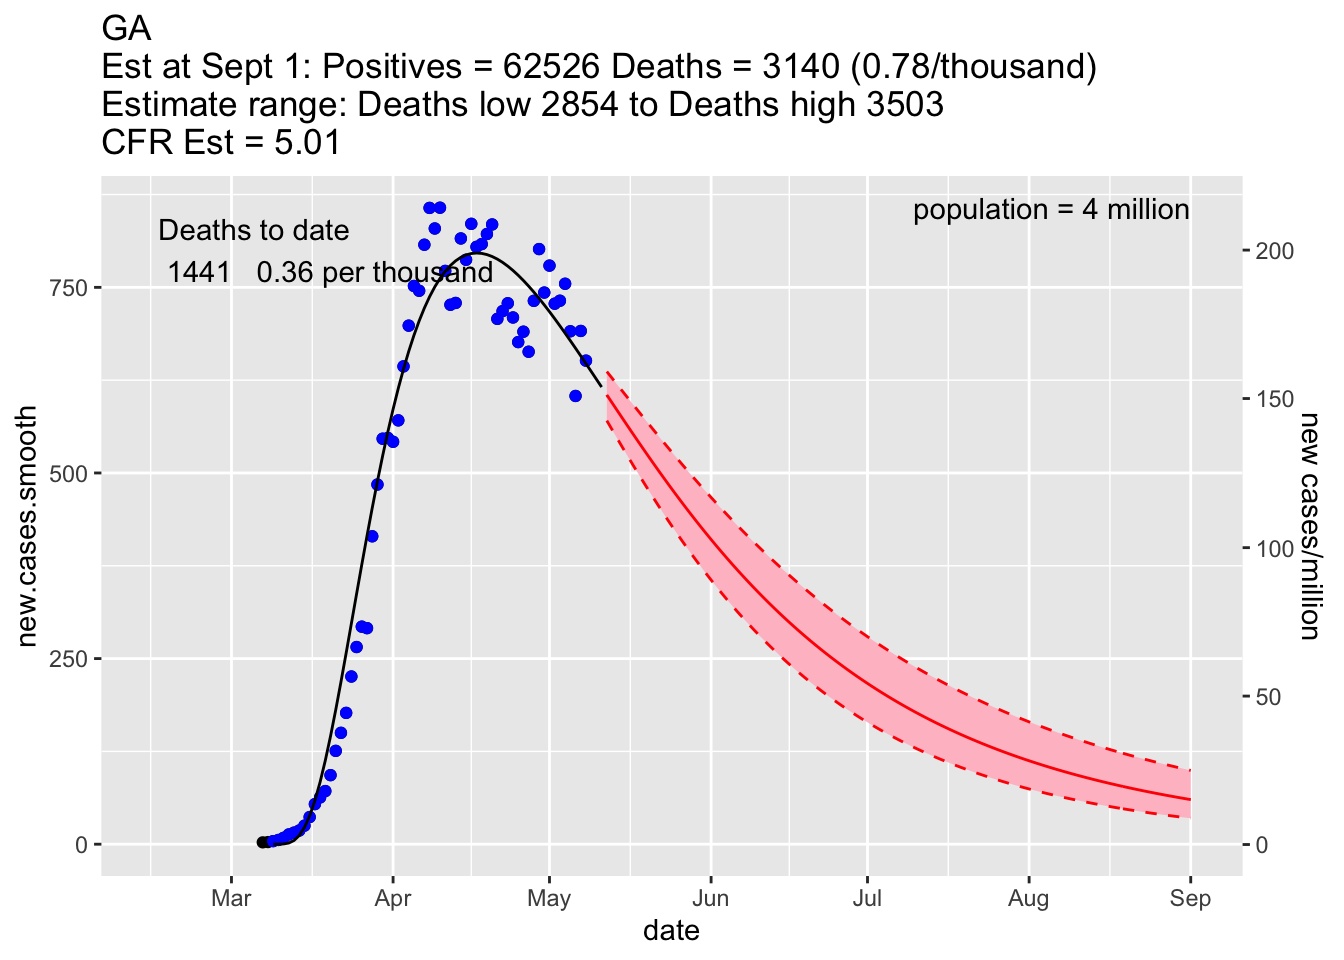 GA
Est at Sept 1: Positives = 62526 Deaths = 3140 (0.78/thousand)
Estimate range: Deaths low 2854 to Deaths high 3503
CFR Est = 5.01
Deaths to date
1441 0.36 per thousand
population = 4 million
new.cases.smooth
750
500
250
0
200
150
100
50
0
new cases/million
Mar Apr May Jun Jul Aug Sep
date